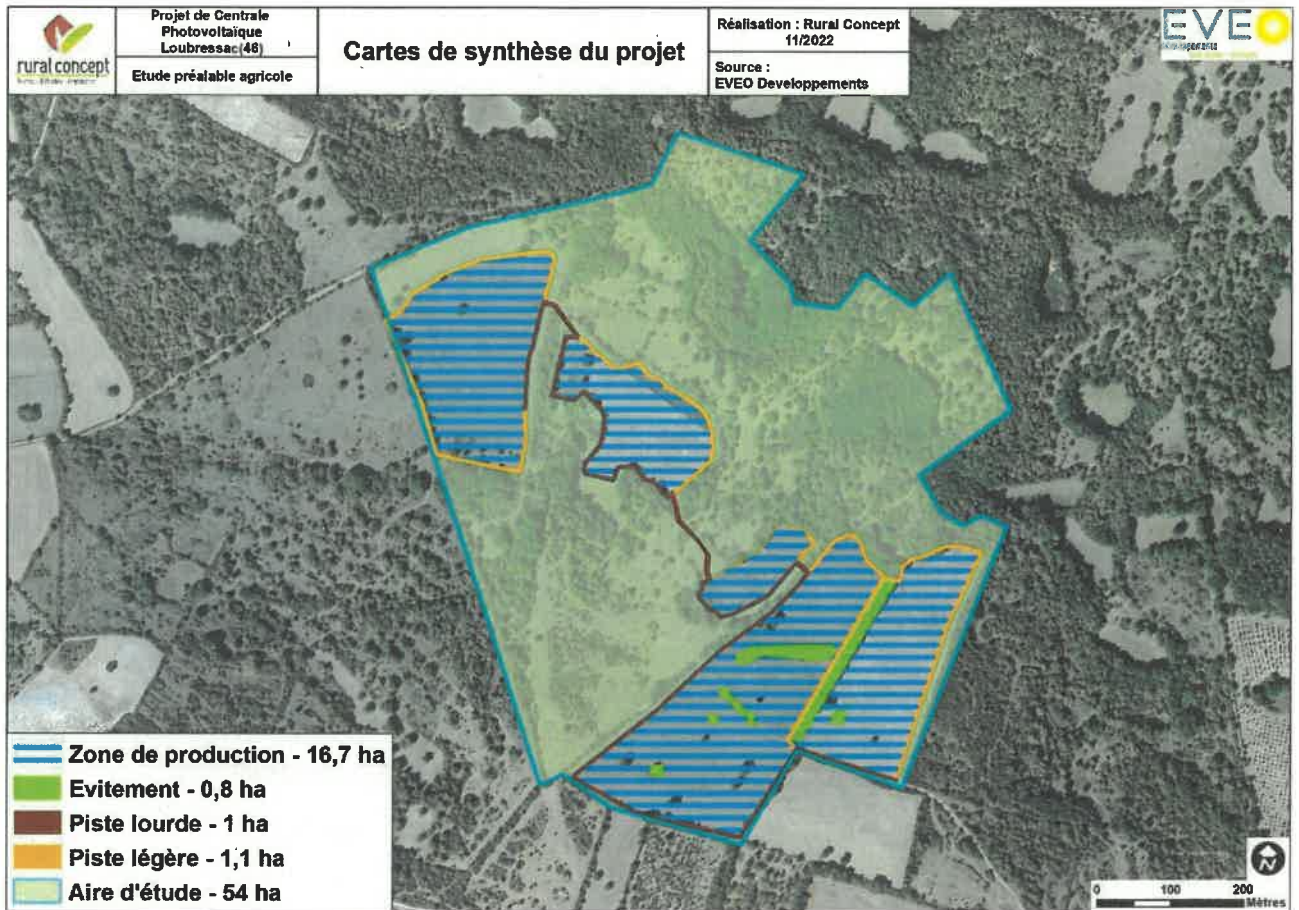 rural concept
Projet de Centrale
Photovoltaïque
Loubressac(46)
Etude préalable agricole
Cartes de synthèse du projet
Réalisation : Rural Concept
11/2022
Source :
EVEO Developpements
EVEO
Zone de production - 16,7 ha
Evitement - 0,8 ha
Piste lourde - 1 ha
Piste légère - 1,1 ha
Aire d'étude - 54 ha
N
0 100 200
Mètres